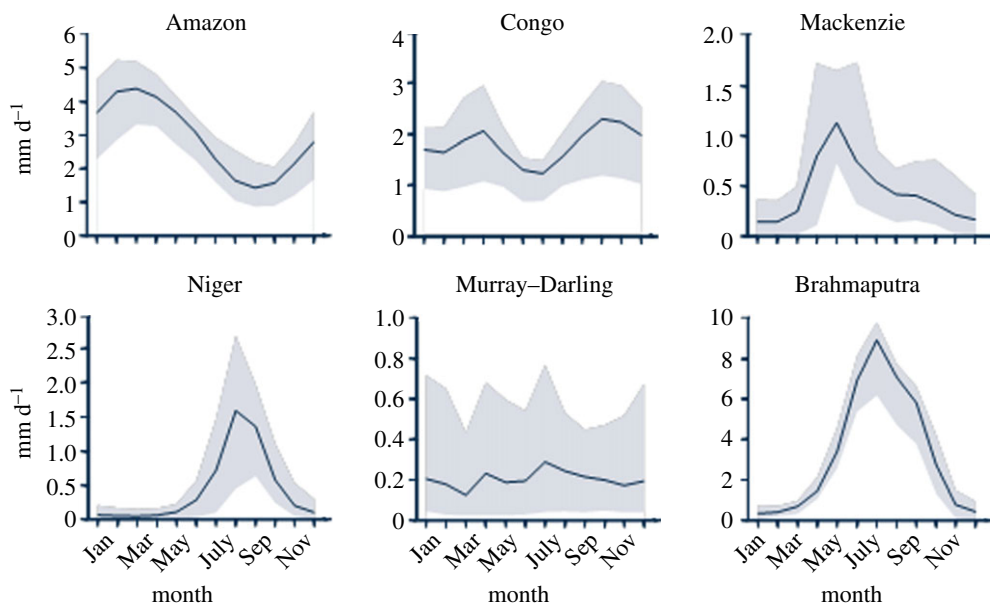 Amazon
Congo
Mackenzie
mm d⁻¹
6
5
4
3
2
1
0
4
3
2
1
0
2.0
1.5
1.0
0.5
0
Niger
Murray–Darling
Brahmaputra
mm d⁻¹
3.0
2.5
2.0
1.5
1.0
0.5
0
1.0
0.8
0.6
0.4
0.2
0
10
8
6
4
2
0
Jan Mar May July Sep Nov
Jan Mar May July Sep Nov
Jan Mar May July Sep Nov
month
month
month